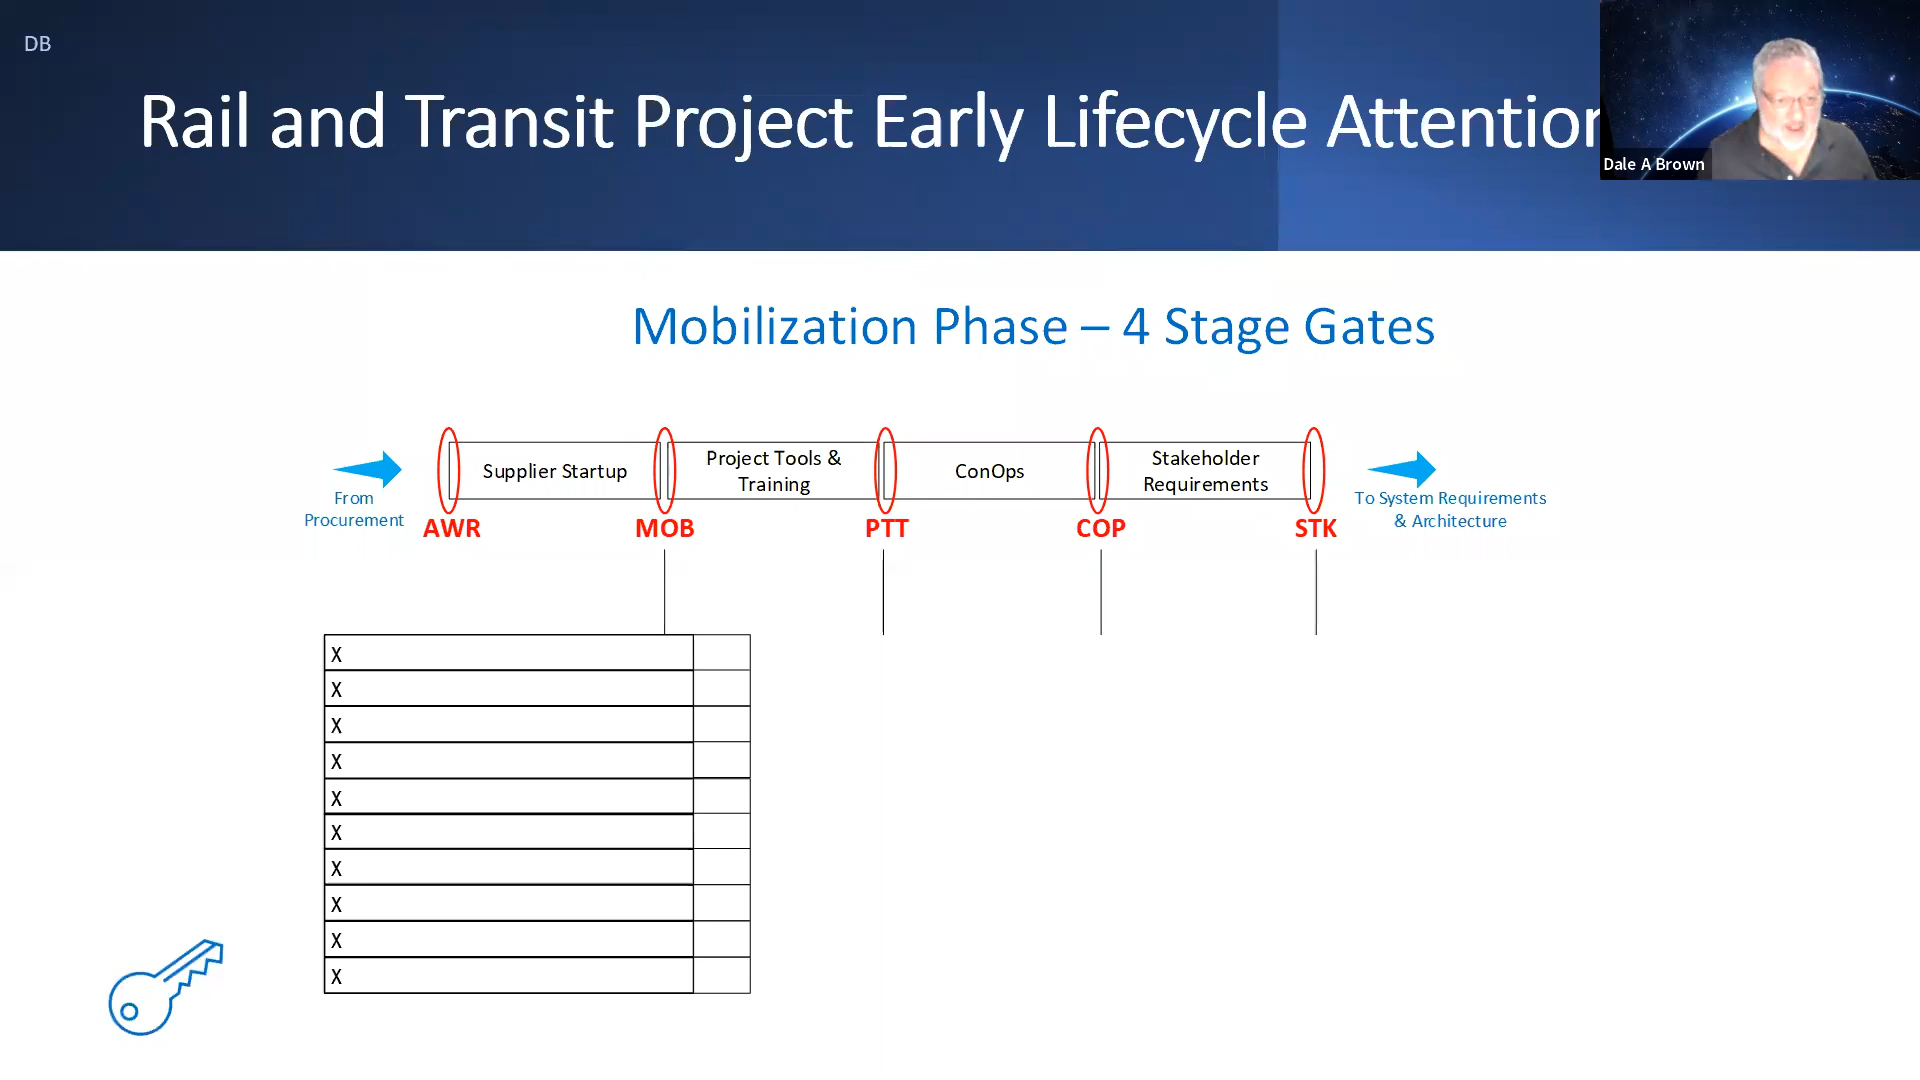 DB
Rail and Transit Project Early Lifecycle Attention
Dale A Brown
Mobilization Phase – 4 Stage Gates
From
Procurement
Supplier Startup
Project Tools &
Training
ConOps
Stakeholder
Requirements
To System Requirements
& Architecture
AWR
MOB
PTT
COP
STK
X
X
X
X
X
X
X
X
X
X